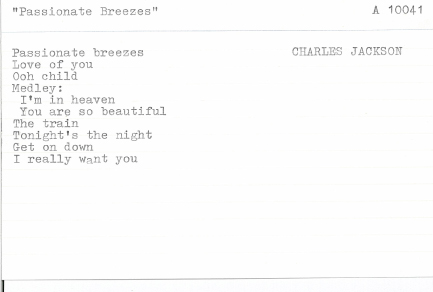 "Passionate Breezes" A 10041
Passionate breezes CHARLES JACKSON
Love of you
Ooh child
Medley:
I'm in heaven
You are so beautiful
The train
Tonight's the night
Get on down
I really want you